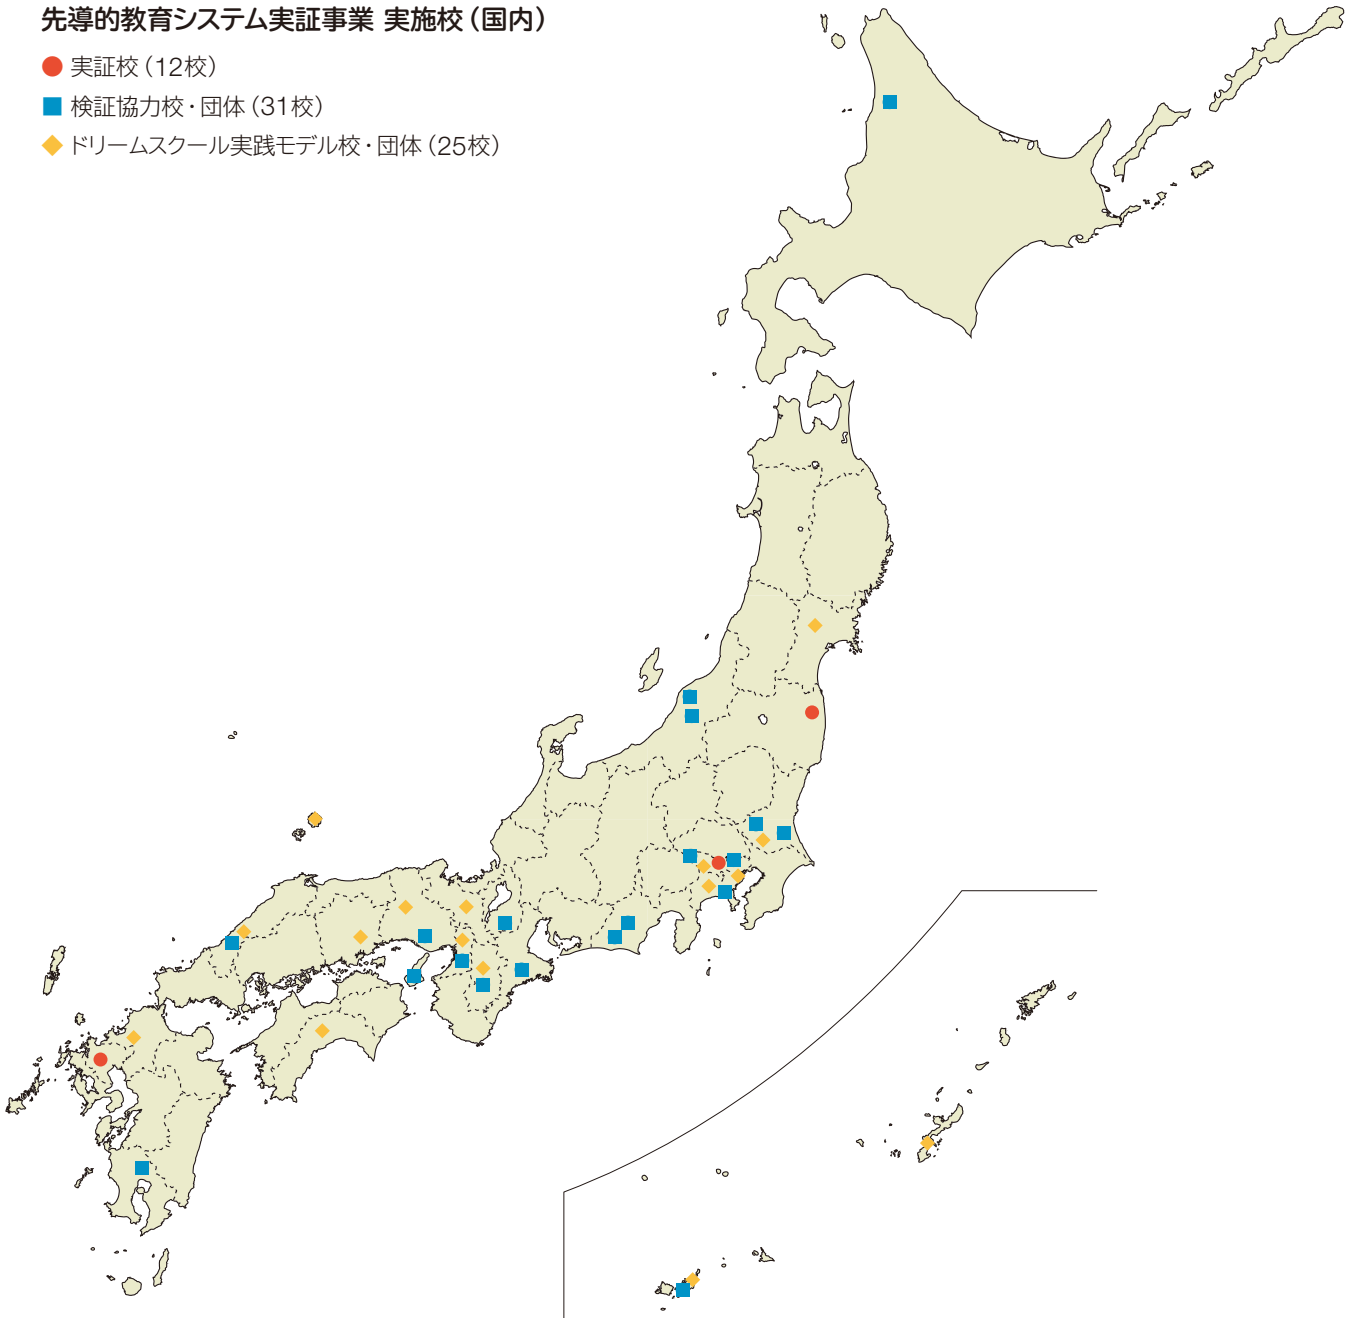 先導的教育システム実証事業 実施校（国内）
実証校（12校）
検証協力校・団体（31校）
ドリームスクール実践モデル校・団体（25校）